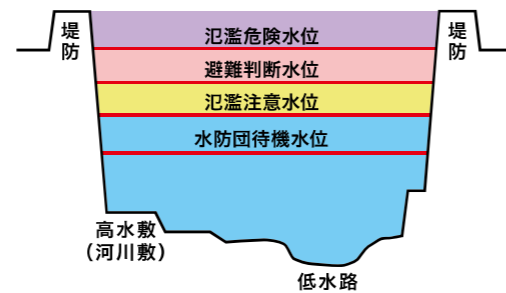 堤防
堤防
氾濫危険水位
避難判断水位
氾濫注意水位
水防団待機水位
高水敷
（河川敷）
低水路